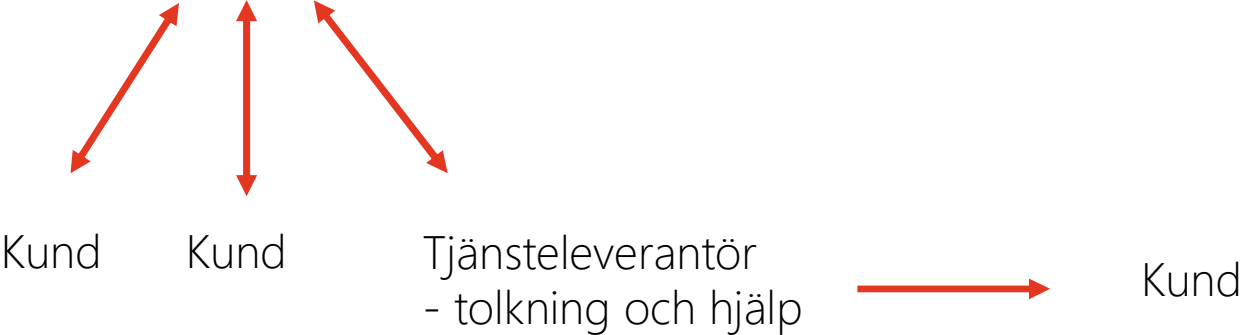 Kund
Kund
Tjänsteleverantör
- tolkning och hjälp
Kund